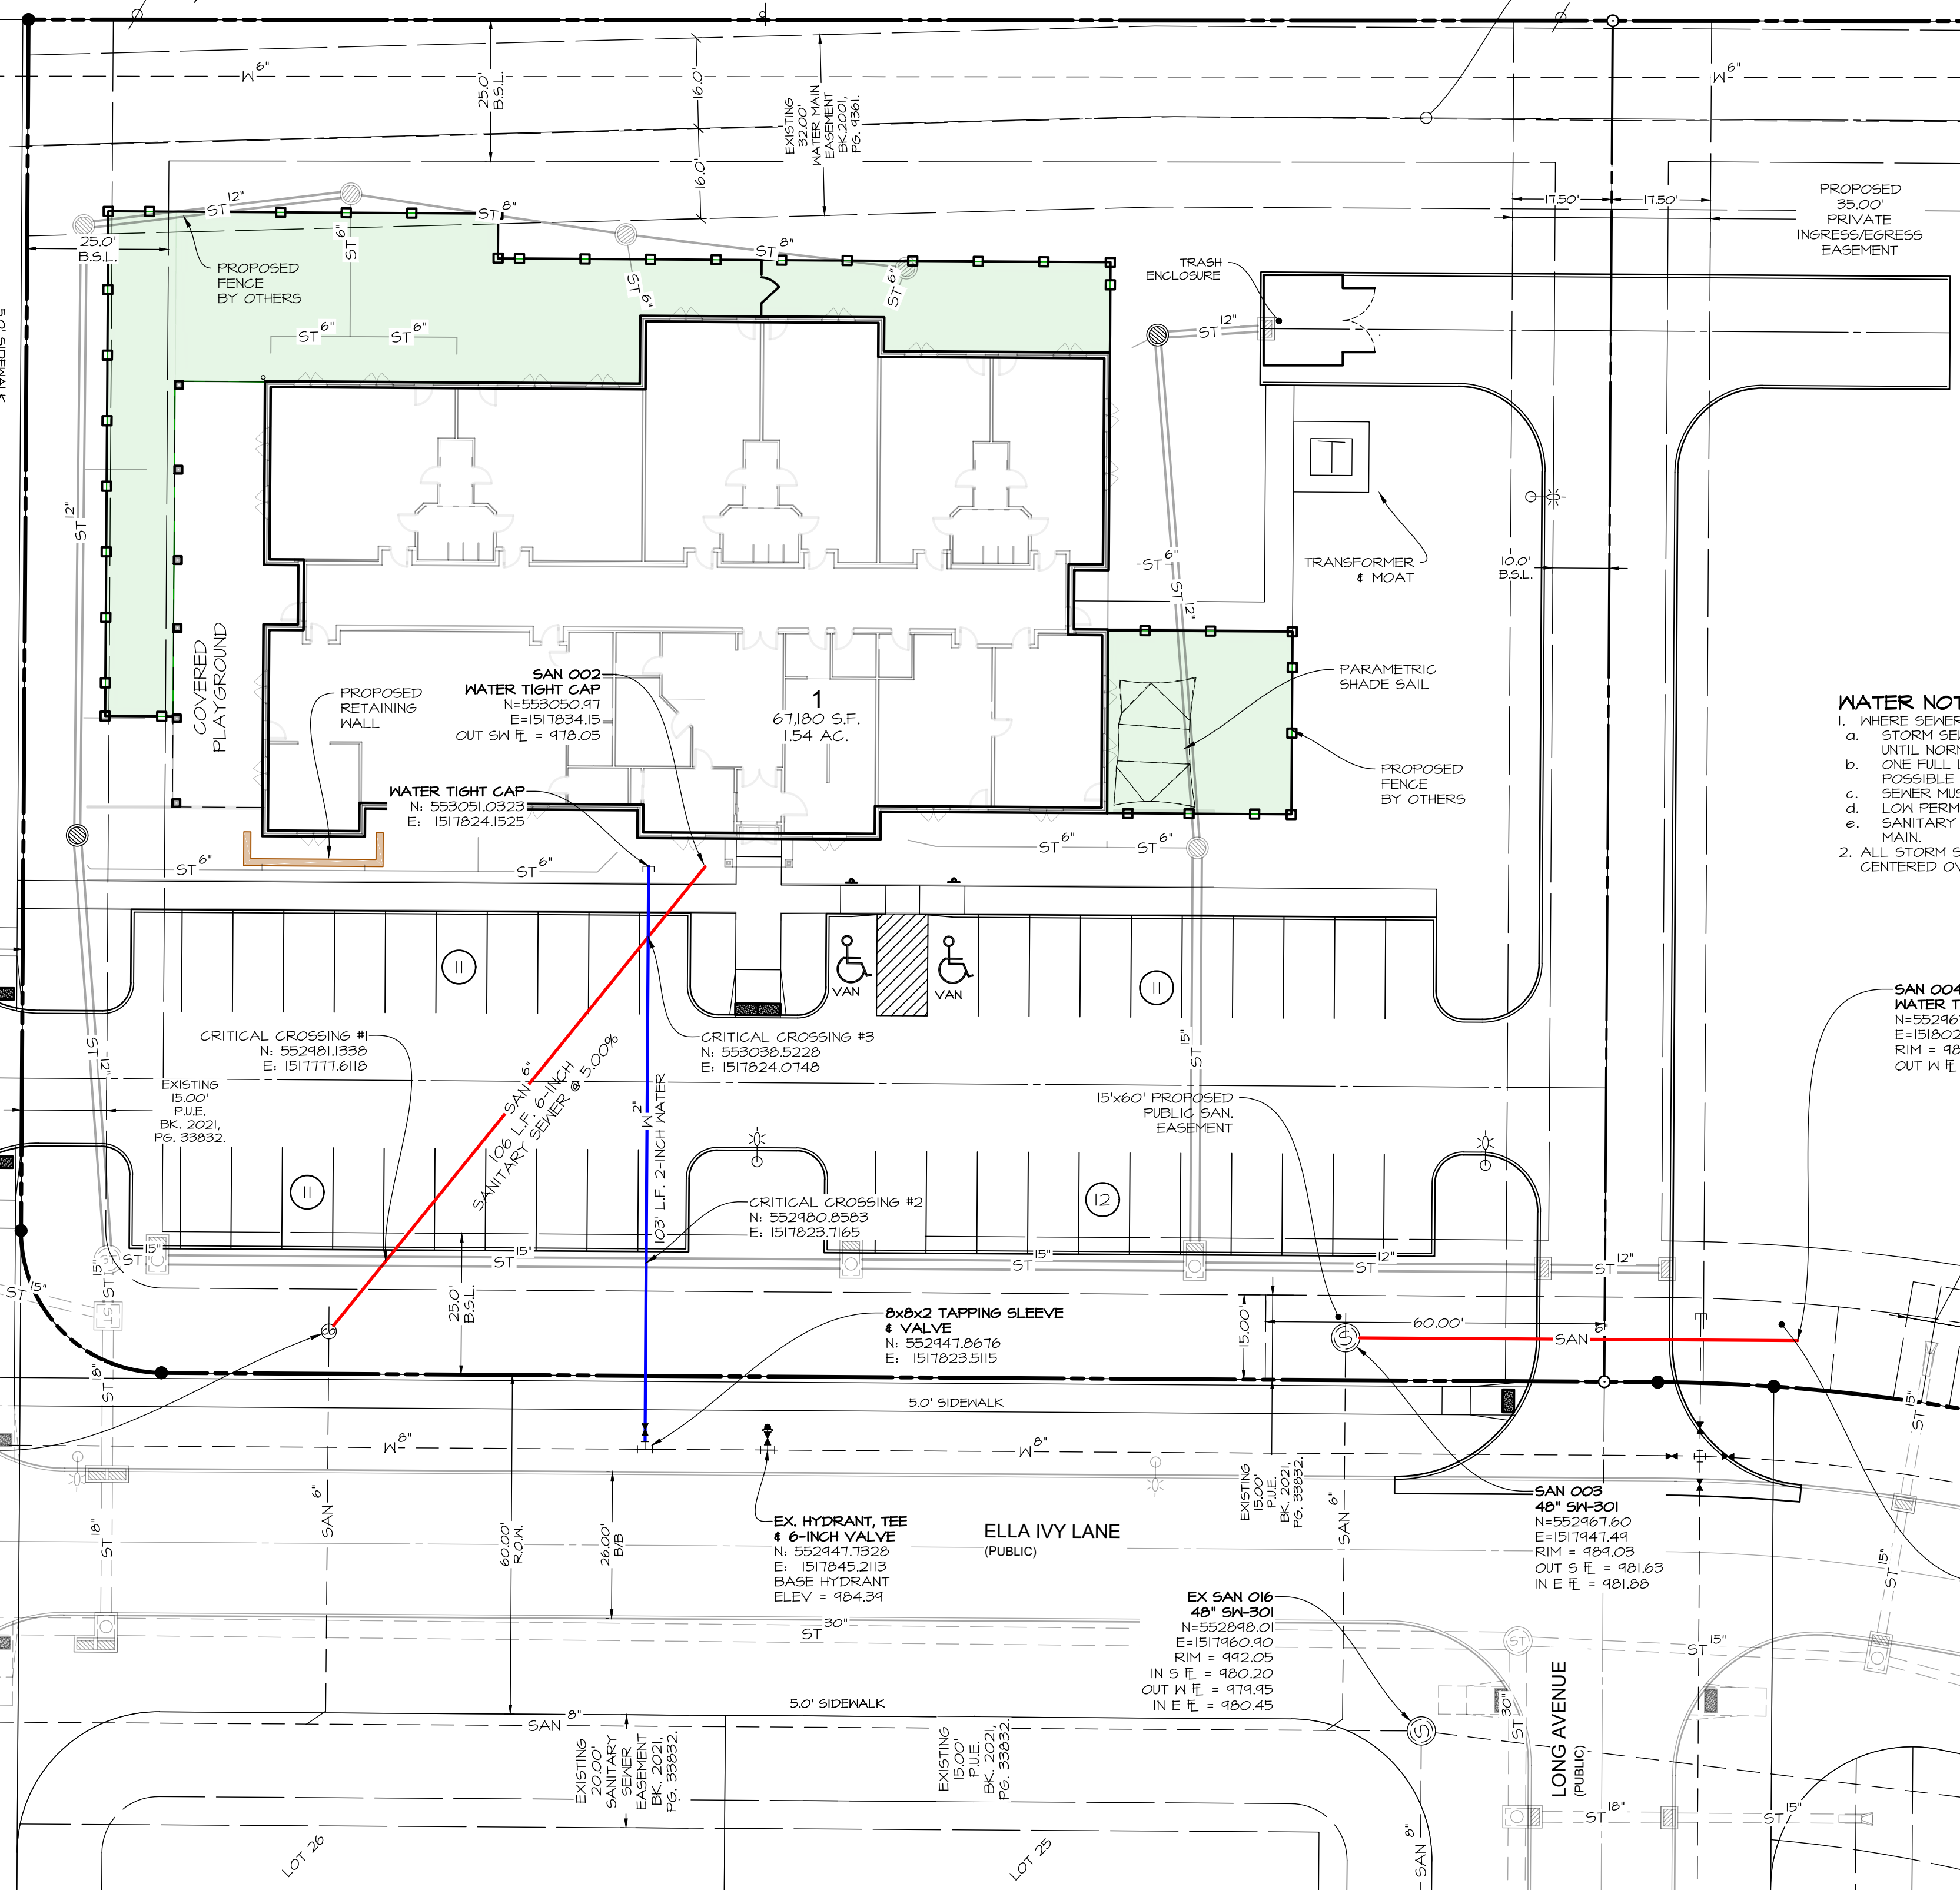 W 6"
W 6"
25.0'
B.S.L.
16.0'
16.0'
EXISTING
32.00'
WATER MAIN
EASEMENT
BK.2001,
PG. 9361.
17.50'
17.50'
PROPOSED
35.00'
PRIVATE
INGRESS/EGRESS
EASEMENT
ST 12"
ST 8"
ST 8"
ST 6"
ST 6"
ST 6"
25.0'
B.S.L.
PROPOSED
FENCE
BY OTHERS
TRASH
ENCLOSURE
ST 12"
ST 6"
ST 6"
5.0' SIDEWALK
ST 12"
TRANSFORMER
& MOAT
10.0'
B.S.L.
ST 6"
ST 12"
COVERED
PLAYGROUND
PROPOSED
RETAINING
WALL
SAN 002
WATER TIGHT CAP
N=553050.97
E=1517834.15
OUT SW FL = 978.05
1
67,180 S.F.
1.54 AC.
PARAMETRIC
SHADE SAIL
PROPOSED
FENCE
BY OTHERS
WATER NOT
1. WHERE SEWER
a. STORM SE
UNTIL NORM
b. ONE FULL L
POSSIBLE
c. SEWER MUS
d. LOW PERM
e. SANITARY
MAIN.
2. ALL STORM S
CENTERED OV
WATER TIGHT CAP
N: 553051.0323
E: 1517824.1525
ST 6"
ST 6"
ST 6"
ST 6"
11
VAN
VAN
11
SAN 004
WATER T
N=55296
E=151802
RIM = 98
OUT W FL
CRITICAL CROSSING #1
N: 552981.1338
E: 1517777.6118
CRITICAL CROSSING #3
N: 553038.5228
E: 1517824.0748
ST 12"
ST 15"
EXISTING
15.00'
P.U.E.
BK. 2021,
PG. 33832.
SAN 6"
106 L.F. 6-INCH
SANITARY SEWER @ 5.00%
W 2"
103' L.F. 2-INCH WATER
15'x60' PROPOSED
PUBLIC SAN.
EASEMENT
11
12
CRITICAL CROSSING #2
N: 552980.8583
E: 1517823.7165
ST 15"
ST 15"
ST 15"
ST 15"
ST 12"
ST 12"
ST 15"
ST
25.0'
B.S.L.
8x8x2 TAPPING SLEEVE
& VALVE
N: 552947.8676
E: 1517823.5115
15.00'
60.00'
SAN 6"
ST 18"
5.0' SIDEWALK
ST 15"
W 8"
W 8"
SAN 6"
ST 18"
60.00'
R.O.W.
26.00'
B/B
EX. HYDRANT, TEE
& 6-INCH VALVE
N: 552947.7328
E: 1517845.2113
BASE HYDRANT
ELEV = 984.39
ELLA IVY LANE
(PUBLIC)
EXISTING
15.00'
P.U.E.
BK. 2021,
PG. 33832.
SAN 6"
SAN 003
48" SW-301
N=552967.60
E=1517947.49
RIM = 989.03
OUT S FL = 981.63
IN E FL = 981.88
ST 15"
EX SAN 016
48" SW-301
N=552898.01
E=1517960.90
RIM = 992.05
IN S FL = 980.20
OUT W FL = 979.95
IN E FL = 980.45
ST 30"
ST
ST 15"
5.0' SIDEWALK
SAN 8"
EXISTING
20.00'
SANITARY
SEWER
EASEMENT
BK. 2021,
PG. 33832.
EXISTING
15.00'
P.U.E.
BK. 2021,
PG. 33832.
S
ST 30"
LONG AVENUE
(PUBLIC)
ST 18"
ST 15"
SAN 8"
LOT 26
LOT 25